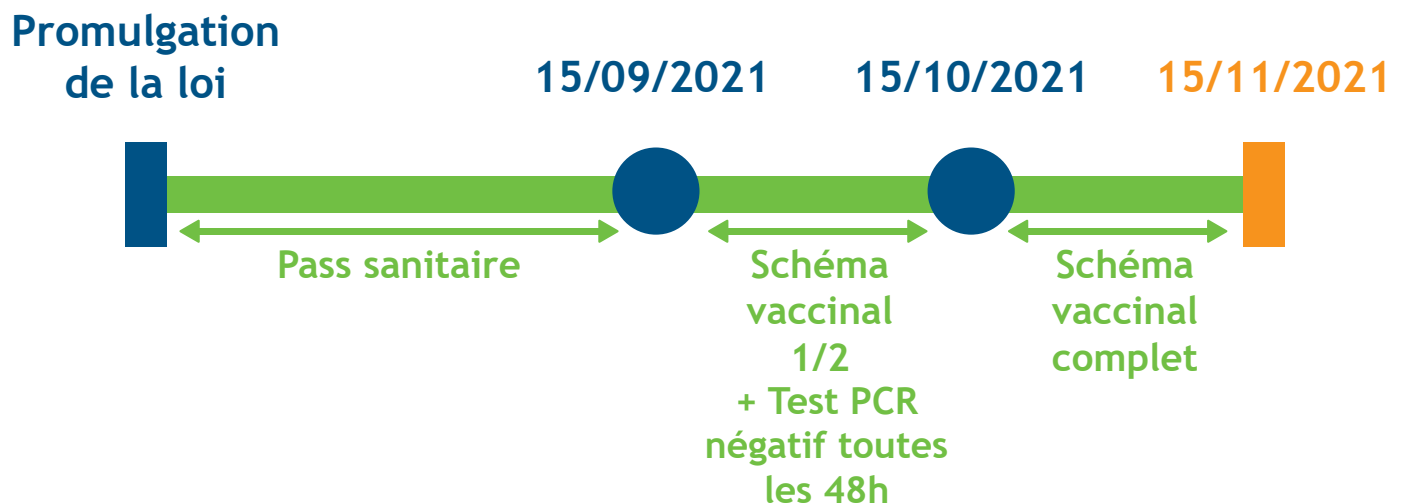 Promulgation
de la loi
15/09/2021
15/10/2021
15/11/2021
Pass sanitaire
Schéma
vaccinal
1/2
+ Test PCR
négatif toutes
les 48h
Schéma
vaccinal
complet